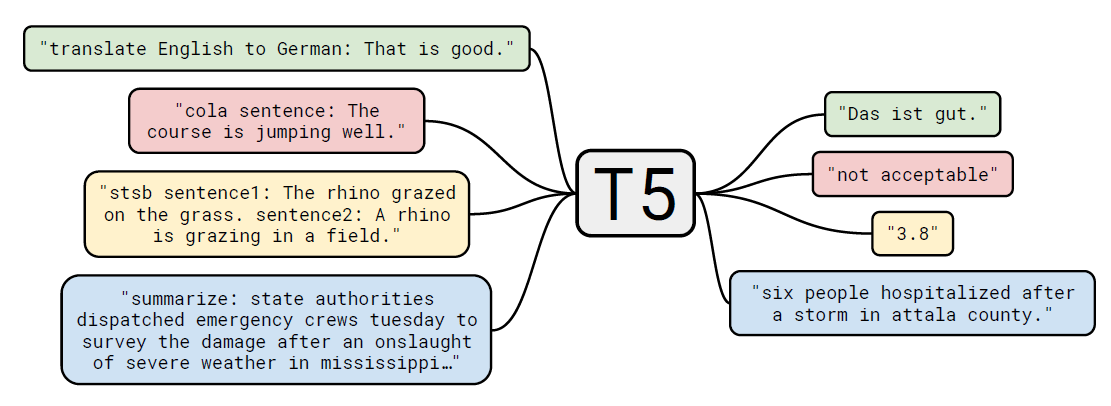 "translate English to German: That is good."
"cola sentence: The
course is jumping well."
"stsb sentence1: The rhino grazed
on the grass. sentence2: A rhino
is grazing in a field."
"summarize: state authorities
dispatched emergency crews tuesday to
survey the damage after an onslaught
of severe weather in mississippi…"
T5
"Das ist gut."
"not acceptable"
"3.8"
"six people hospitalized after
a storm in attala county."